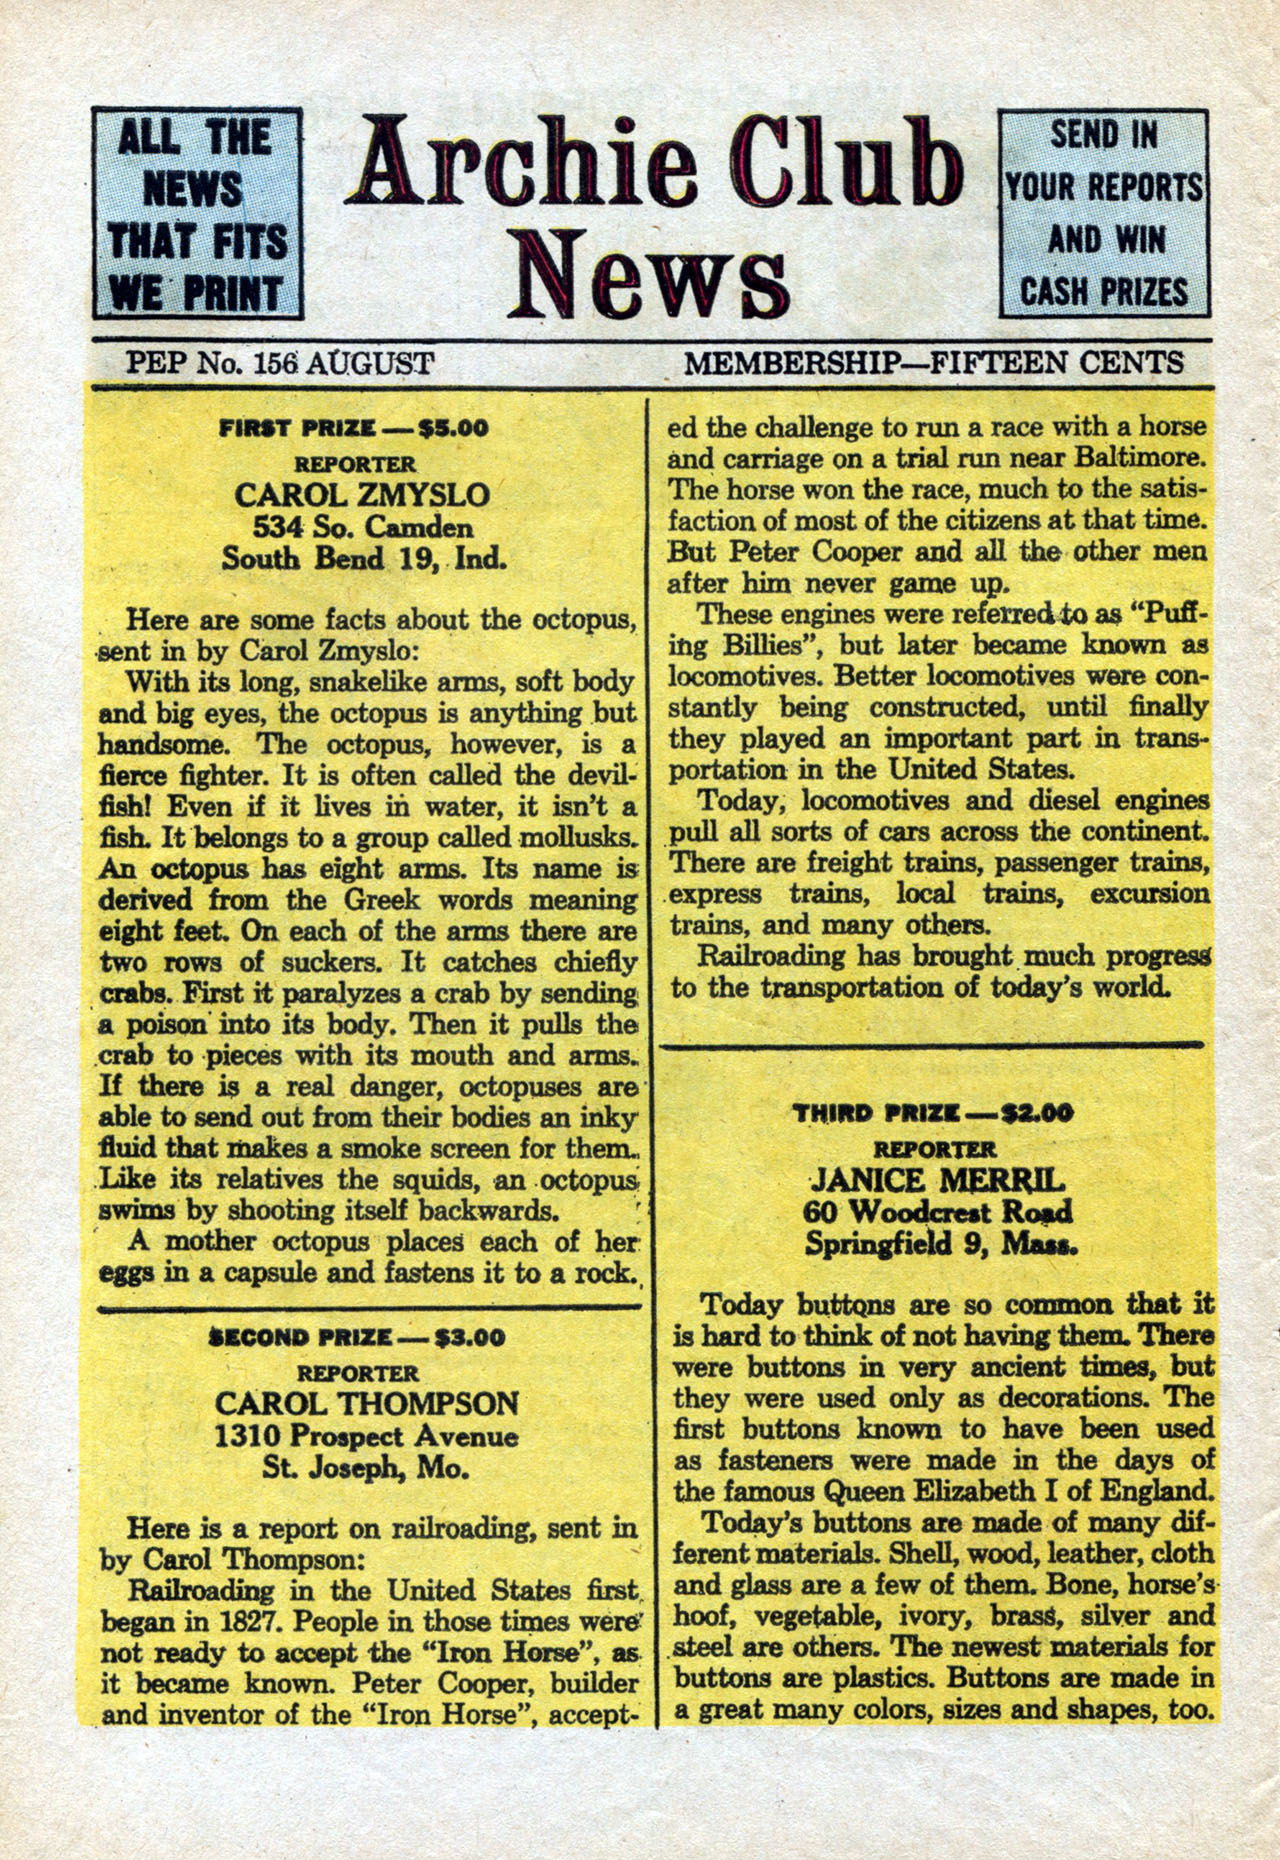 ALL THE
NEWS
THAT FITS
WE PRINT
Archie Club
News
SEND IN
YOUR REPORTS
AND WIN
CASH PRIZES
PEP No. 156 AUGUST
MEMBERSHIP—FIFTEEN CENTS
FIRST PRIZE — $5.00
REPORTER
CAROL ZMYSLO
534 So. Camden
South Bend 19, Ind.
Here are some facts about the octopus,
sent in by Carol Zmyslo:
With its long, snakelike arms, soft body
and big eyes, the octopus is anything but
handsome. The octopus, however, is a
fierce fighter. It is often called the devil-
fish! Even if it lives in water, it isn't a
fish. It belongs to a group called mollusks.
An octopus has eight arms. Its name is
derived from the Greek words meaning
eight feet. On each of the arms there are
two rows of suckers. It catches chiefly
crabs. First it paralyzes a crab by sending
a poison into its body. Then it pulls the
crab to pieces with its mouth and arms.
If there is a real danger, octopuses are
able to send out from their bodies an inky
fluid that makes a smoke screen for them.
Like its relatives the squids, an octopus
swims by shooting itself backwards.
A mother octopus places each of her
eggs in a capsule and fastens it to a rock.
SECOND PRIZE — $3.00
REPORTER
CAROL THOMPSON
1310 Prospect Avenue
St. Joseph, Mo.
Here is a report on railroading, sent in
by Carol Thompson:
Railroading in the United States first
began in 1827. People in those times were
not ready to accept the "Iron Horse", as
it became known. Peter Cooper, builder
and inventor of the "Iron Horse", accept-
ed the challenge to run a race with a horse
and carriage on a trial run near Baltimore.
The horse won the race, much to the satis-
faction of most of the citizens at that time.
But Peter Cooper and all the other men
after him never game up.
These engines were referred to as "Puff-
ing Billies", but later became known as
locomotives. Better locomotives were con-
stantly being constructed, until finally
they played an important part in trans-
portation in the United States.
Today, locomotives and diesel engines
pull all sorts of cars across the continent.
There are freight trains, passenger trains,
express trains, local trains, excursion
trains, and many others.
Railroading has brought much progress
to the transportation of today's world.
THIRD PRIZE — $2.00
REPORTER
JANICE MERRIL
60 Woodcrest Road
Springfield 9, Mass.
Today buttons are so common that it
is hard to think of not having them. There
were buttons in very ancient times, but
they were used only as decorations. The
first buttons known to have been used
as fasteners were made in the days of
the famous Queen Elizabeth I of England.
Today's buttons are made of many dif-
ferent materials. Shell, wood, leather, cloth
and glass are a few of them. Bone, horse's
hoof, vegetable, ivory, brass, silver and
steel are others. The newest materials for
buttons are plastics. Buttons are made in
a great many colors, sizes and shapes, too.